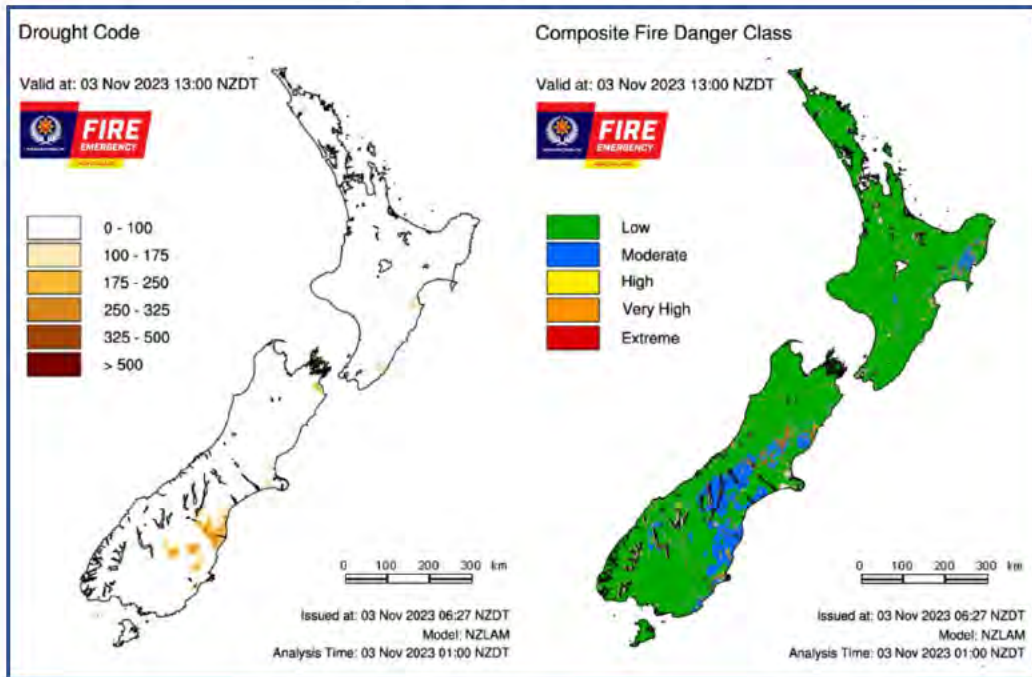 Drought Code
Valid at: 03 Nov 2023 13:00 NZDT
FIRE
EMERGENCY
0 - 100
100 - 175
175 - 250
250 - 325
325 - 500
> 500
0 100 200 300 km
Issued at: 03 Nov 2023 06:27 NZDT
Model: NZLAM
Analysis Time: 03 Nov 2023 01:00 NZDT
Composite Fire Danger Class
Valid at: 03 Nov 2023 13:00 NZDT
FIRE
EMERGENCY
Low
Moderate
High
Very High
Extreme
0 100 200 300 km
Issued at: 03 Nov 2023 06:27 NZDT
Model: NZLAM
Analysis Time: 03 Nov 2023 01:00 NZDT